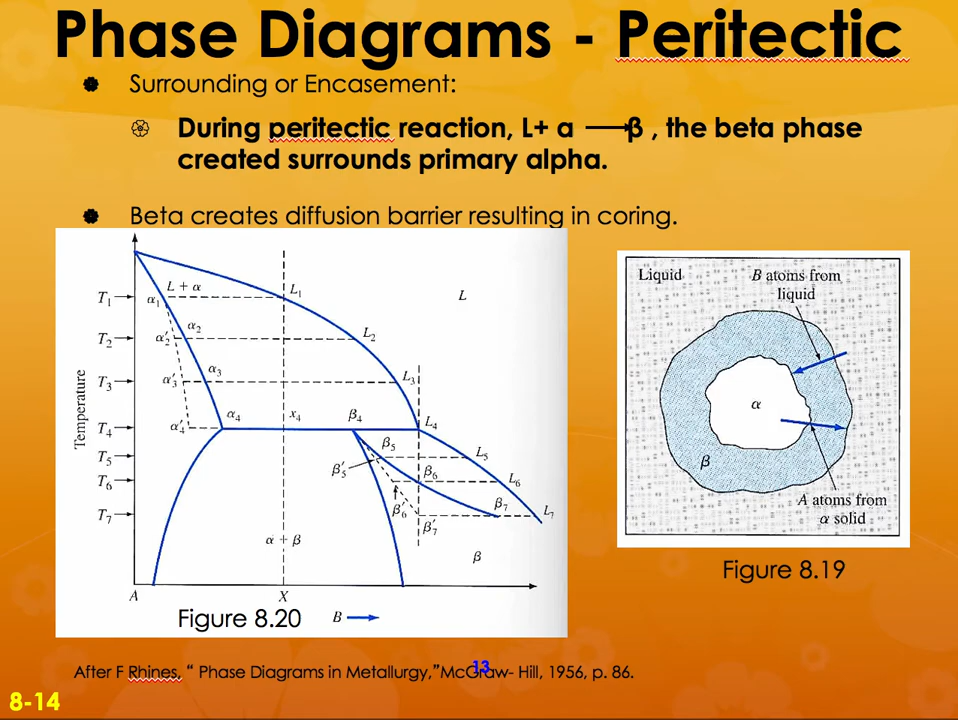 Phase Diagrams - Peritectic
Surrounding or Encasement:
During peritectic reaction, L+ α → β , the beta phase
created surrounds primary alpha.
Beta creates diffusion barrier resulting in coring.
Temperature
T₁
T₂
T₃
T₄
T₅
T₆
T₇
L + α
α₁
L₁
L
α₂
α′₂
L₂
α₃
α′₃
L₃
α₄
α′₄
x₄
β₄
L₄
β₅
β′₅
L₅
β₆
β′₆
L₆
β₇
β′₇
L₇
α + β
β
A
X
B
Figure 8.20
Liquid
B atoms from
liquid
α
β
A atoms from
α solid
Figure 8.19
After F Rhines, “ Phase Diagrams in Metallurgy,”McGraw- Hill, 1956, p. 86.
13
8-14